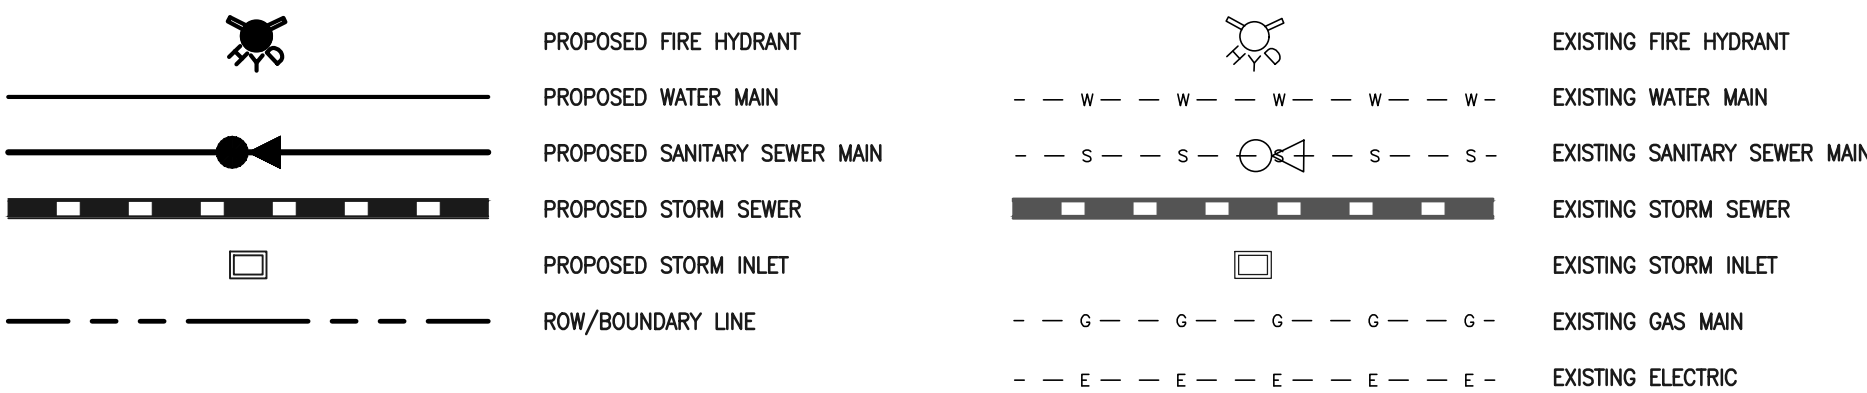 HYD PROPOSED FIRE HYDRANT
PROPOSED WATER MAIN
PROPOSED SANITARY SEWER MAIN
PROPOSED STORM SEWER
PROPOSED STORM INLET
ROW/BOUNDARY LINE
HYD EXISTING FIRE HYDRANT
W W W W W EXISTING WATER MAIN
S S S S S EXISTING SANITARY SEWER MAIN
EXISTING STORM SEWER
EXISTING STORM INLET
G G G G G EXISTING GAS MAIN
E E E E E EXISTING ELECTRIC